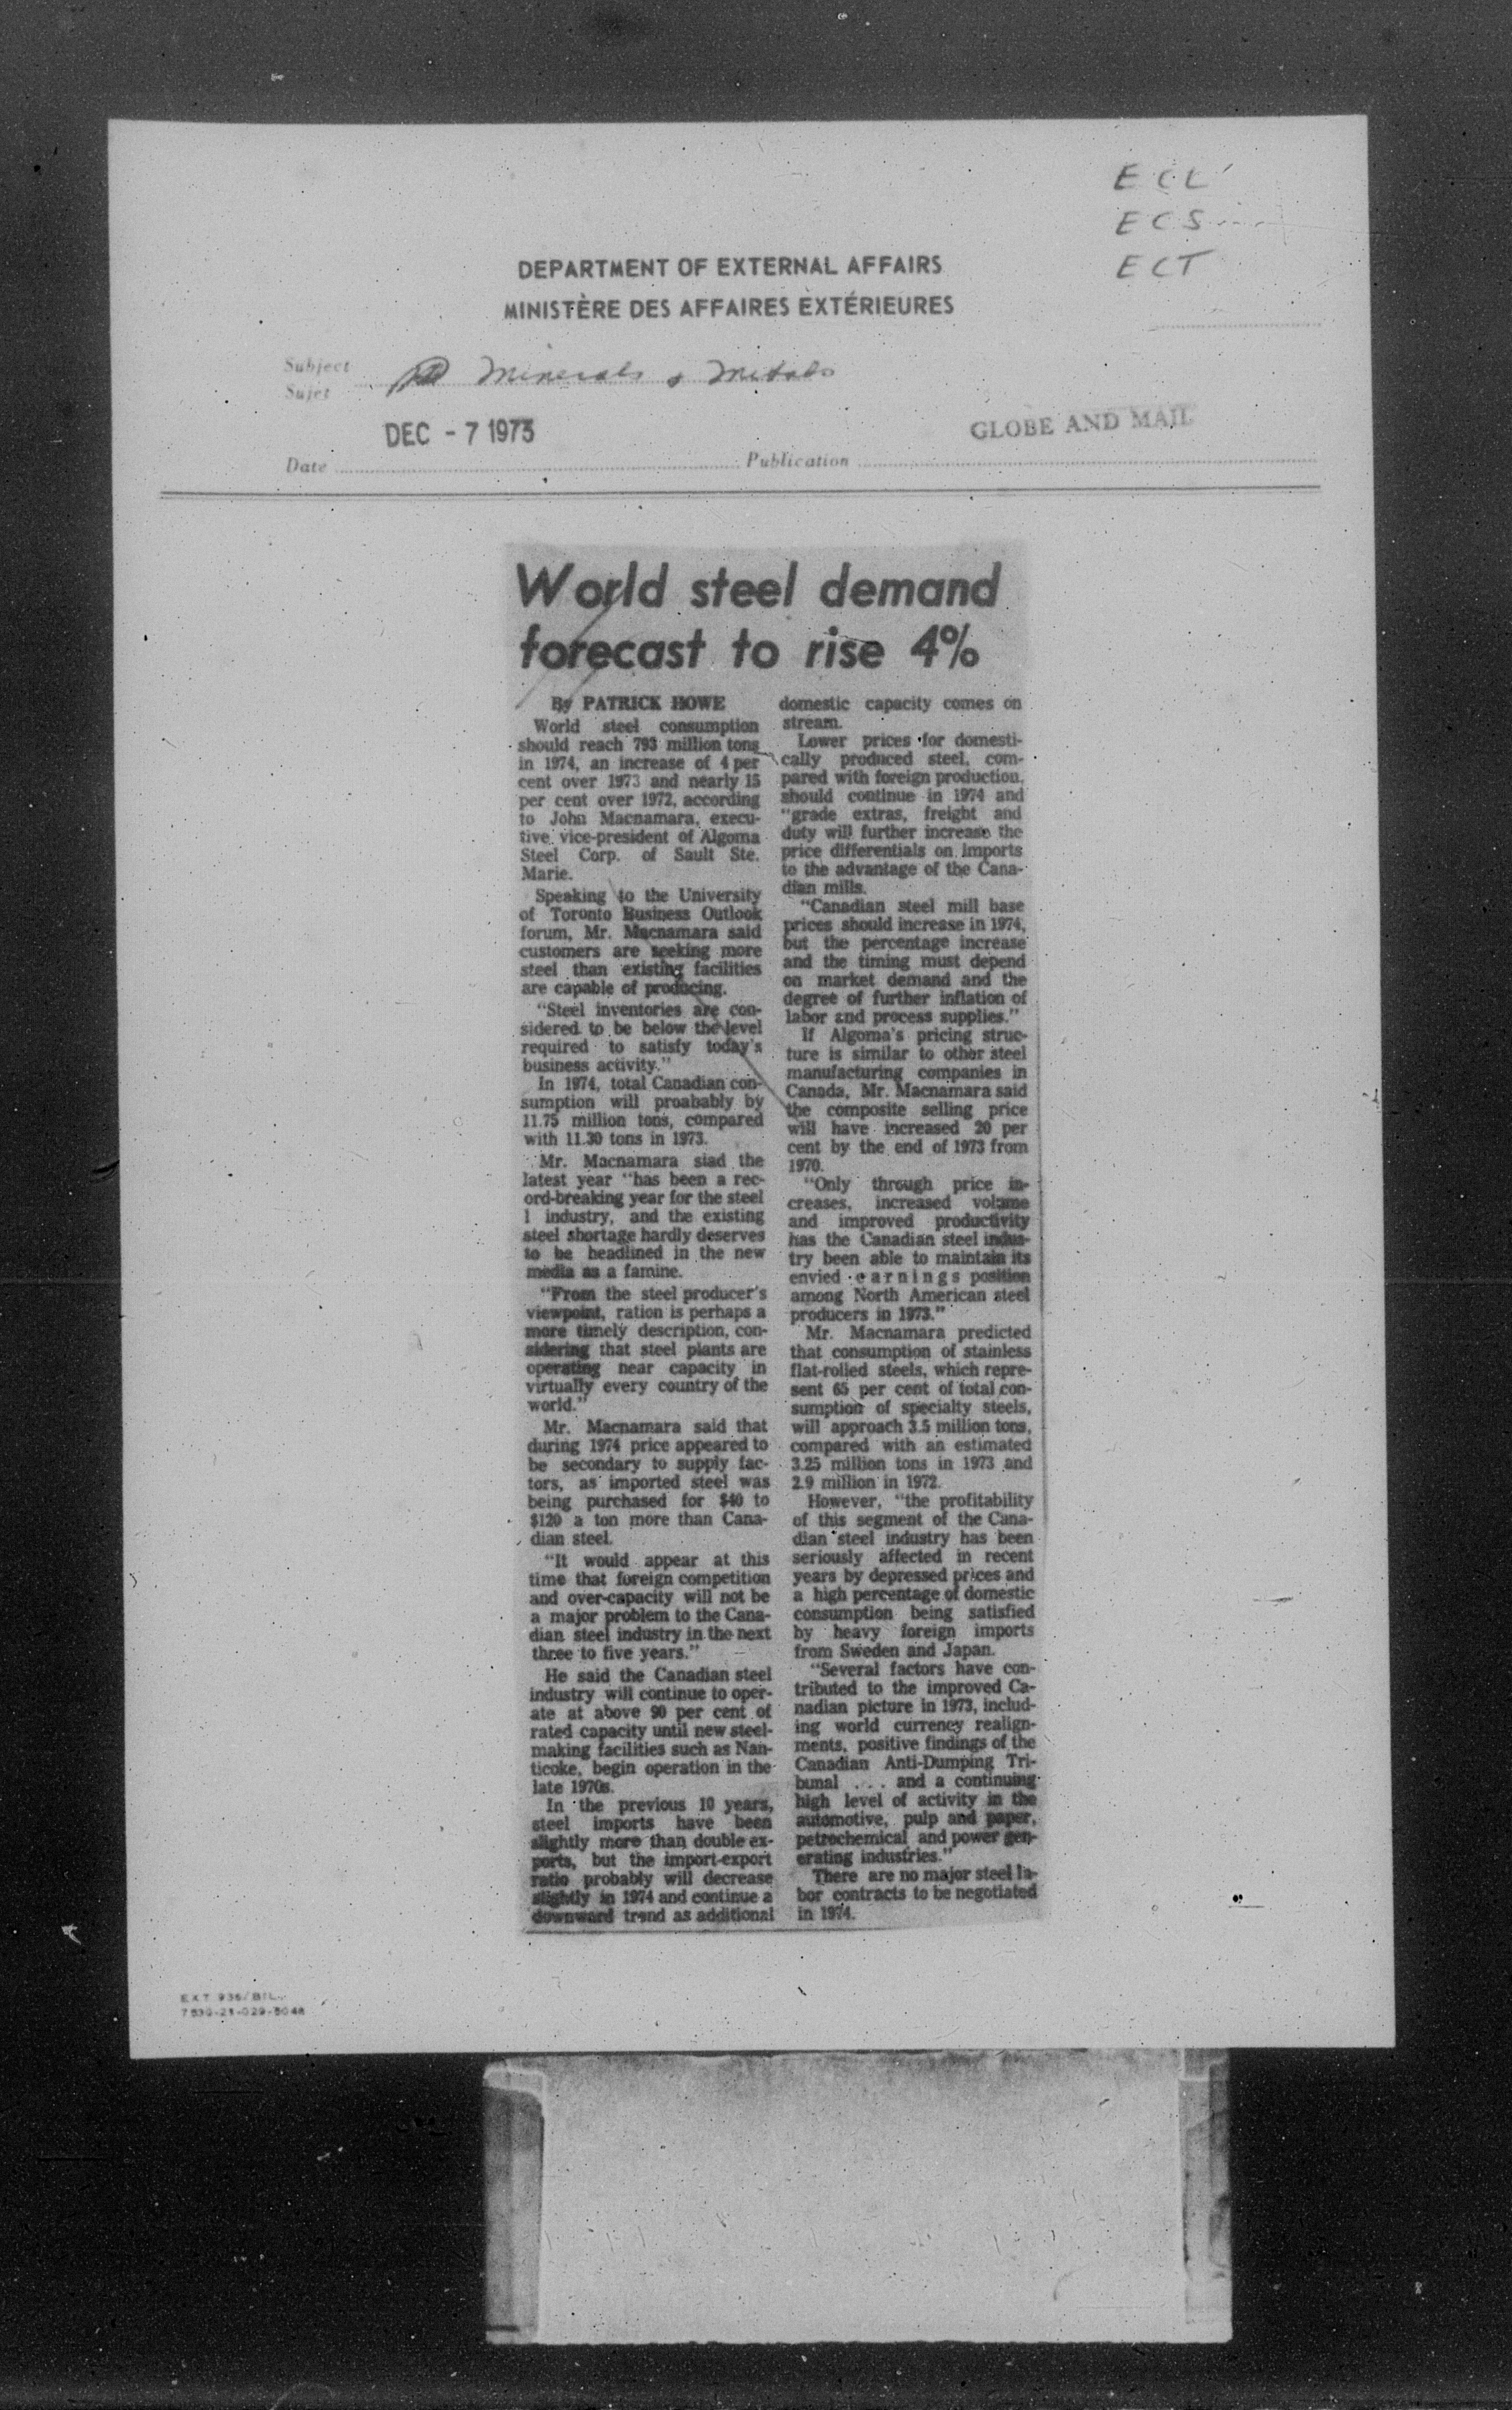 ECL
ECS
ECT
DEPARTMENT OF EXTERNAL AFFAIRS
MINISTÈRE DES AFFAIRES EXTÉRIEURES
Subject
Sujet
Minerals & Metals
DEC - 7 1973
GLOBE AND MAIL
Date
Publication
World steel demand
forecast to rise 4%
By PATRICK HOWE
World steel consumption
should reach 793 million tons
in 1974, an increase of 4 per
cent over 1973 and nearly 15
per cent over 1972, according
to John Macnamara, execu-
tive vice-president of Algoma
Steel Corp. of Sault Ste.
Marie.
Speaking to the University
of Toronto Business Outlook
forum, Mr. Macnamara said
customers are seeking more
steel than existing facilities
are capable of producing.
"Steel inventories are con-
sidered to be below the level
required to satisfy today's
business activity."
In 1974, total Canadian con-
sumption will proabably by
11.75 million tons, compared
with 11.30 tons in 1973.
Mr. Macnamara siad the
latest year "has been a rec-
ord-breaking year for the steel
l industry, and the existing
steel shortage hardly deserves
to be headlined in the new
media as a famine.
"From the steel producer's
viewpoint, ration is perhaps a
more timely description, con-
sidering that steel plants are
operating near capacity in
virtually every country of the
world."
Mr. Macnamara said that
during 1974 price appeared to
be secondary to supply fac-
tors, as imported steel was
being purchased for $40 to
$120 a ton more than Cana-
dian steel.
"It would appear at this
time that foreign competition
and over-capacity will not be
a major problem to the Cana-
dian steel industry in the next
three to five years."
He said the Canadian steel
industry will continue to oper-
ate at above 90 per cent of
rated capacity until new steel-
making facilities such as Nan-
ticoke, begin operation in the
late 1970s.
In the previous 10 years,
steel imports have been
slightly more than double ex-
ports, but the import-export
ratio probably will decrease
slightly in 1974 and continue a
downward trend as additional
domestic capacity comes on
stream.
Lower prices for domesti-
cally produced steel, com-
pared with foreign production,
should continue in 1974 and
"grade extras, freight and
duty will further increase the
price differentials on imports
to the advantage of the Cana-
dian mills.
"Canadian steel mill base
prices should increase in 1974,
but the percentage increase
and the timing must depend
on market demand and the
degree of further inflation of
labor and process supplies."
If Algoma's pricing struc-
ture is similar to other steel
manufacturing companies in
Canada, Mr. Macnamara said
the composite selling price
will have increased 20 per
cent by the end of 1973 from
1970.
"Only through price in-
creases, increased volume
and improved productivity
has the Canadian steel indus-
try been able to maintain its
envied earnings position
among North American steel
producers in 1973."
Mr. Macnamara predicted
that consumption of stainless
flat-rolled steels, which repre-
sent 65 per cent of total con-
sumption of specialty steels,
will approach 3.5 million tons,
compared with an estimated
3.25 million tons in 1973 and
2.9 million in 1972.
However, "the profitability
of this segment of the Cana-
dian steel industry has been
seriously affected in recent
years by depressed prices and
a high percentage of domestic
consumption being satisfied
by heavy foreign imports
from Sweden and Japan.
"Several factors have con-
tributed to the improved Ca-
nadian picture in 1973, includ-
ing world currency realign-
ments, positive findings of the
Canadian Anti-Dumping Tri-
bunal . . . and a continuing
high level of activity in the
automotive, pulp and paper,
petrochemical and power gen-
erating industries."
There are no major steel la-
bor contracts to be negotiated
in 1974.
EXT 936/BIL.
7530-21-029-5048